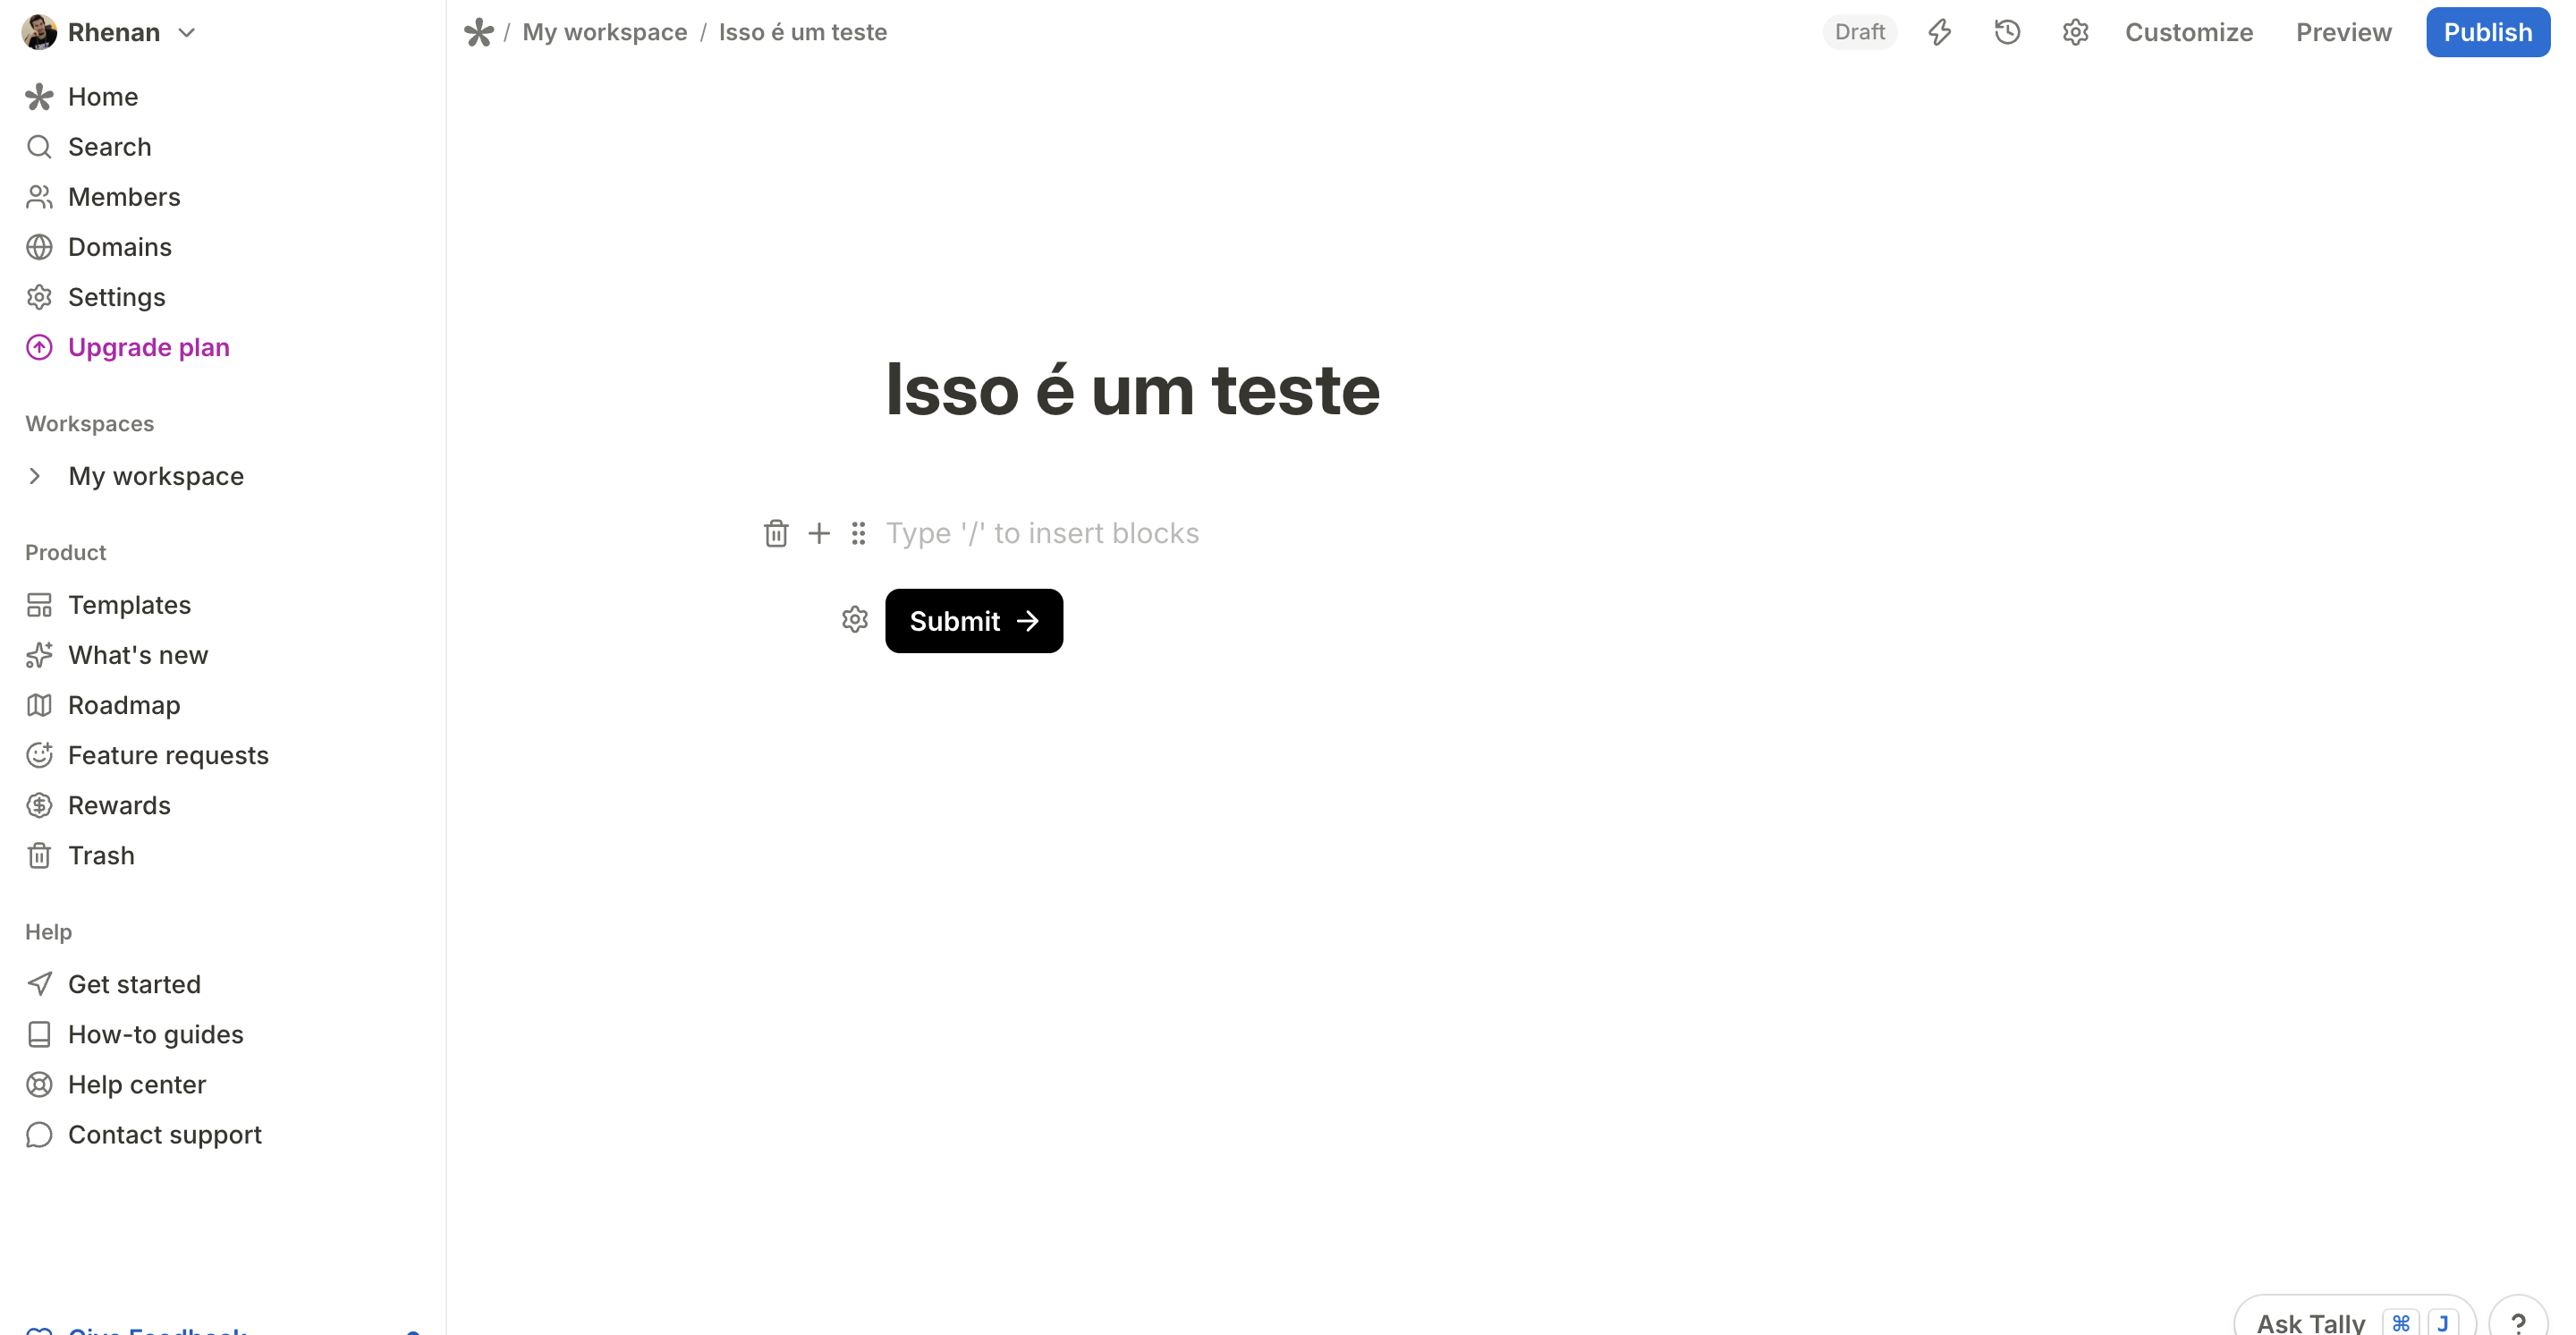 Rhenan
Home
Search
Members
Domains
Settings
Upgrade plan
Workspaces
My workspace
Product
Templates
What's new
Roadmap
Feature requests
Rewards
Trash
Help
Get started
How-to guides
Help center
Contact support
Give Feedback
/ My workspace / Isso é um teste
Draft
Customize
Preview
Publish
Isso é um teste
Type '/' to insert blocks
Submit →
Ask Tally ⌘ J
?